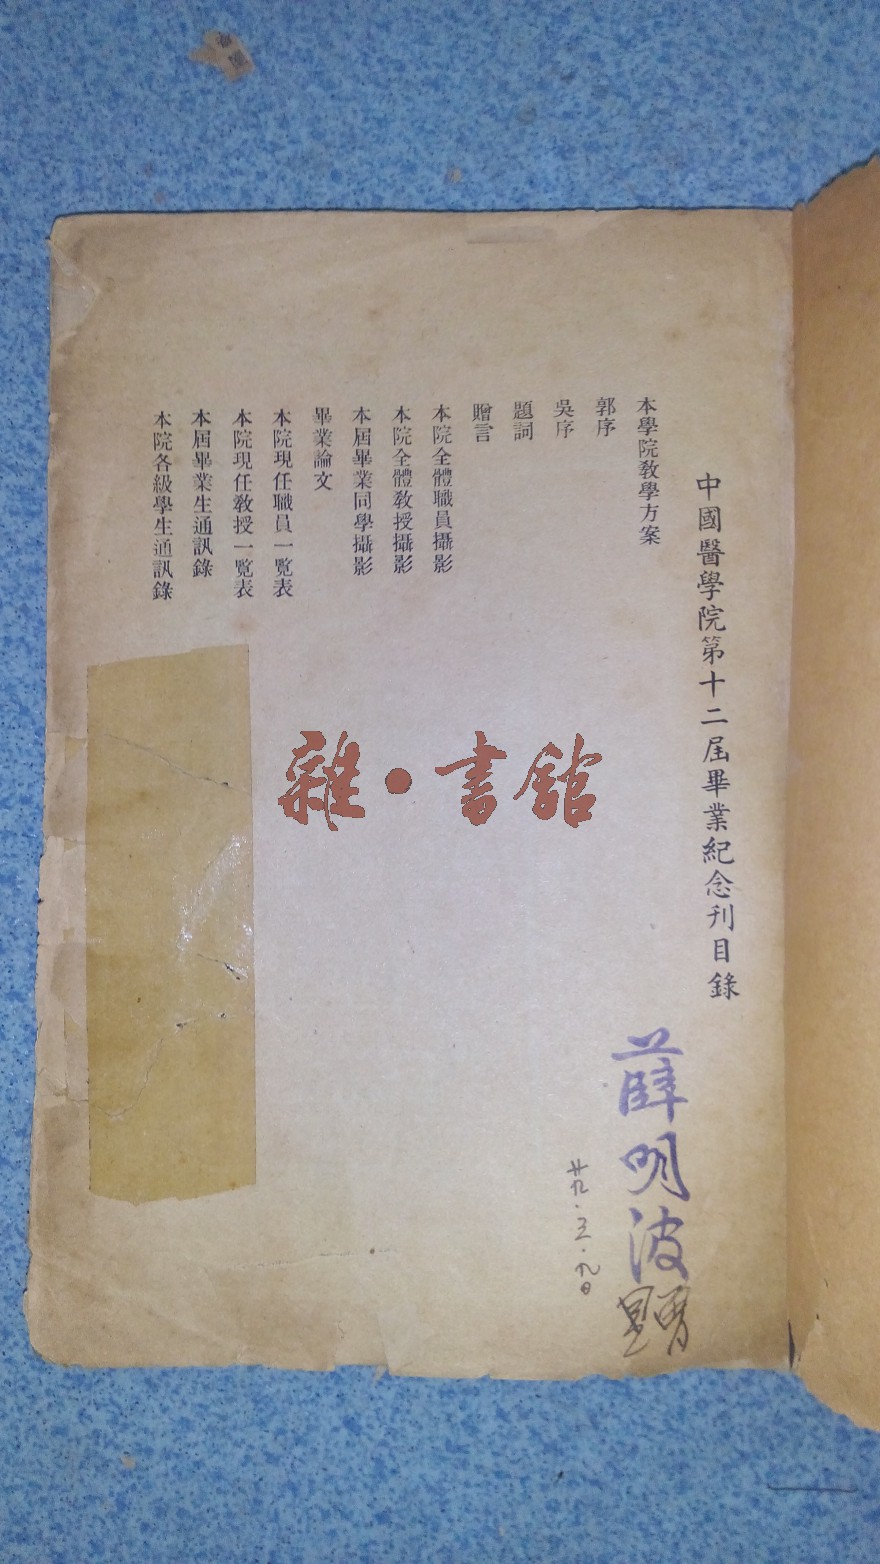 中國醫學院第十二屆畢業紀念刊目錄
本學院教學方案
郭序
吳序
題詞
贈言
本院全體職員攝影
本院全體教授攝影
本屆畢業同學攝影
畢業論文
本院現任職員一覽表
本院現任教授一覽表
本屆畢業生通訊錄
本院各級學生通訊錄
薛明波
廿九·三·九日
雜·書館